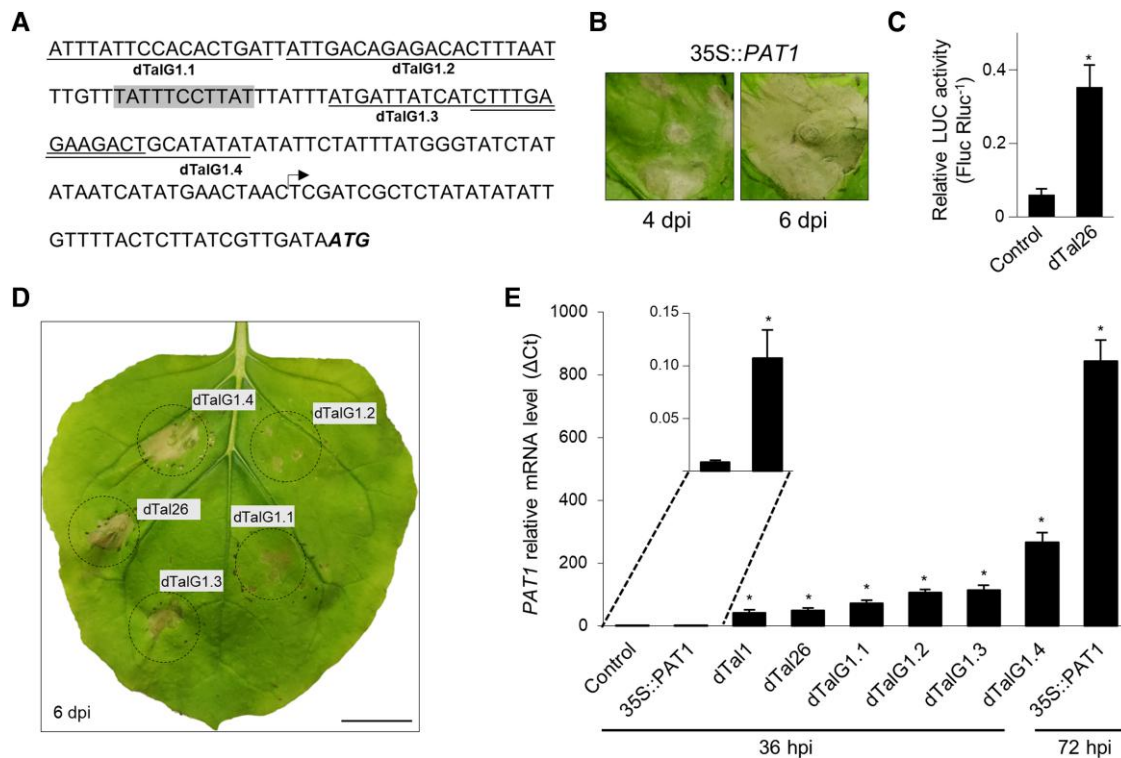 A
ATTTATTCCACACTGATTATTGACAGAGACACTTTAAT
dTalG1.1 dTalG1.2
TTGTTTATTTCCTTATTTATTTATGATTATCATCTTTGA
dTalG1.3
GAAGACTGCATATATATATTCTATTTATGGGTATCTAT
dTalG1.4
ATAATCATATGAACTAACTCGATCGCTCTATATATATT
GTTTTACTCTTATCGTTGATAATG
B
35S::PAT1
4 dpi 6 dpi
C
Relative LUC activity
(Fluc Rluc⁻¹)
0.4
0.2
0
*
Control
dTal26
D
dTalG1.4
dTalG1.2
dTal26
dTalG1.1
dTalG1.3
6 dpi
E
PAT1 relative mRNA level (ΔCt)
1000
800
600
400
200
0
0.15
0.10
0.05
*
* * * * * * *
Control
35S::PAT1
dTal1
dTal26
dTalG1.1
dTalG1.2
dTalG1.3
dTalG1.4
35S::PAT1
36 hpi 72 hpi